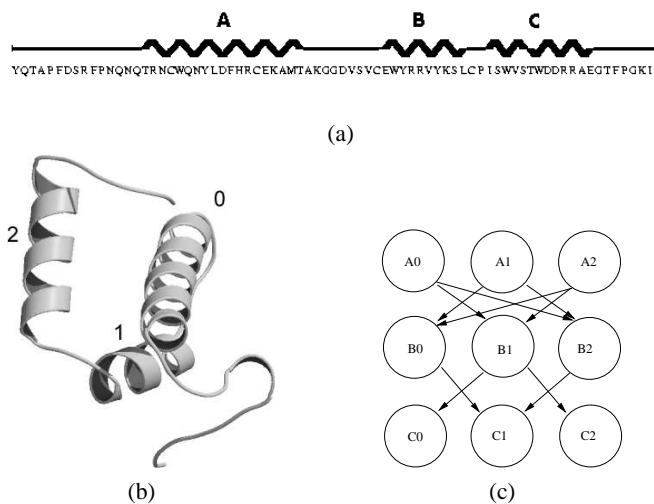 A B C
YQTAPFDSRFPNQNQTRNCWQNYLDFHRCEKAMTAKGGDVSVCEWYRRVYKSLCPISWVSTWDDRRAEGTFPGKI
(a)
0
2
1
(b)
A0 A1 A2
B0 B1 B2
C0 C1 C2
(c)